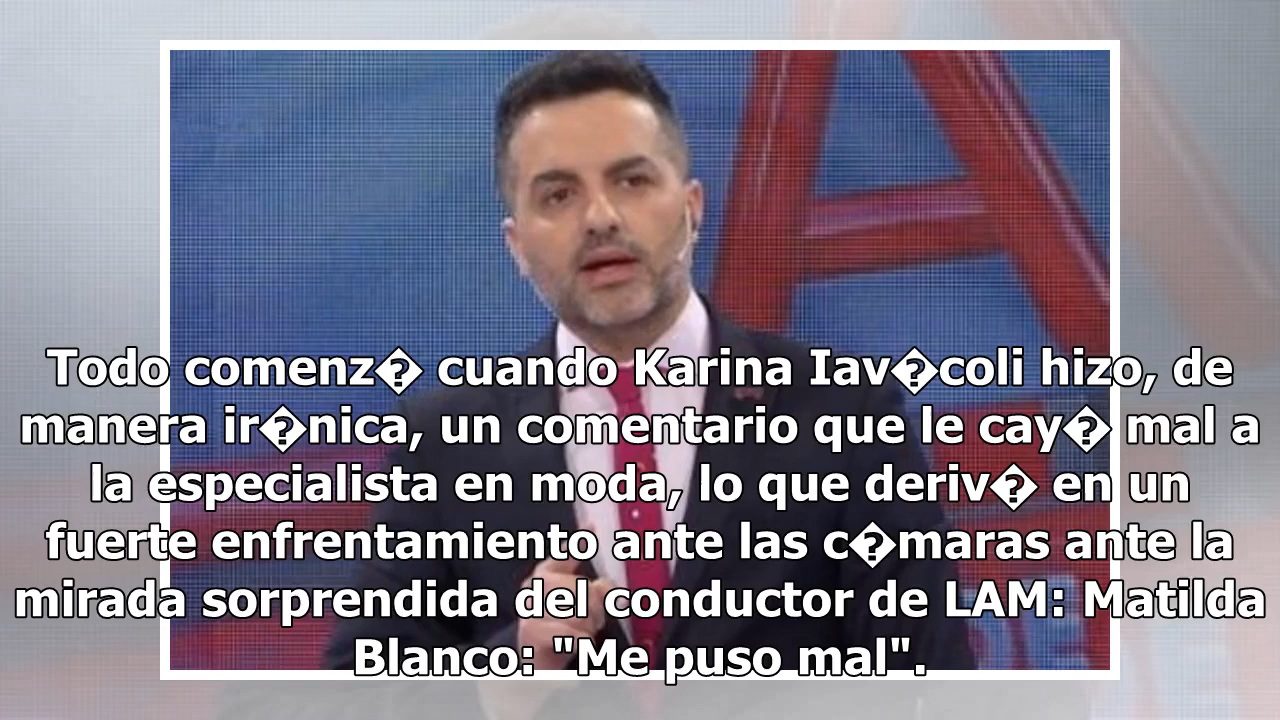 Todo comenz� cuando Karina Iav�coli hizo, de
manera ir�nica, un comentario que le cay� mal a
la especialista en moda, lo que deriv� en un
fuerte enfrentamiento ante las c�maras ante la
mirada sorprendida del conductor de LAM: Matilda
Blanco: "Me puso mal".